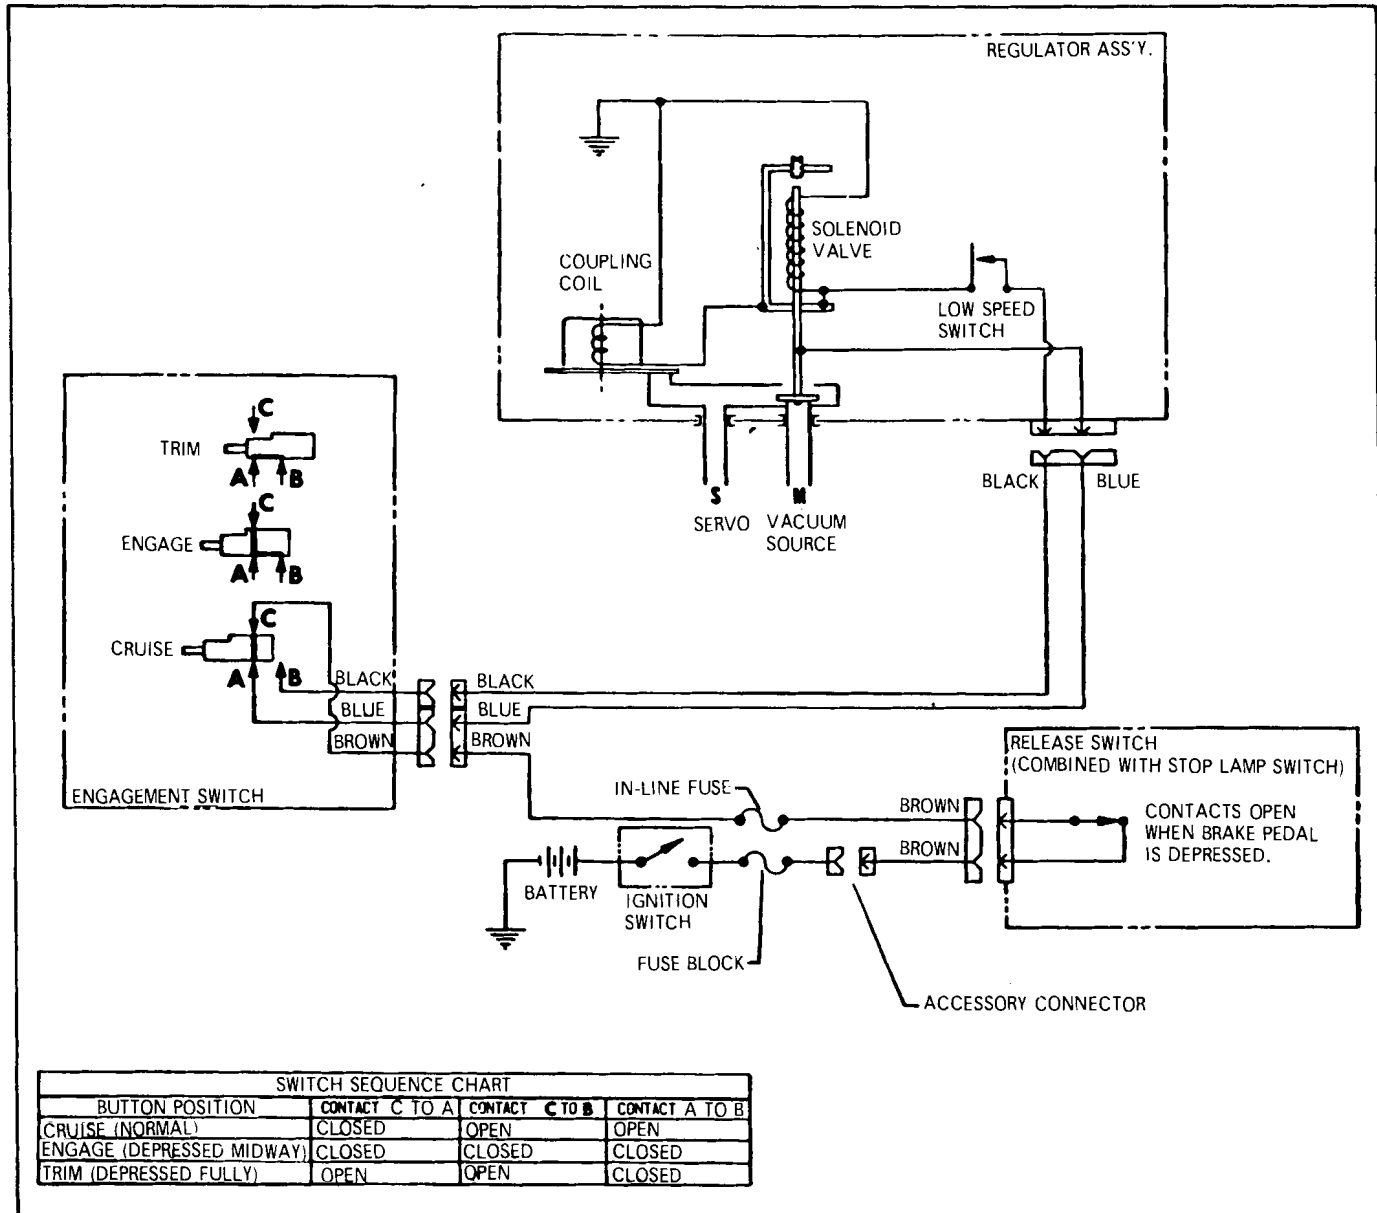 REGULATOR ASS'Y.
SOLENOID
VALVE
COUPLING
COIL
LOW SPEED
SWITCH
C
TRIM
A B
BLACK BLUE
S M
SERVO VACUUM
SOURCE
C
ENGAGE
A B
C
CRUISE
A B
BLACK BLACK
BLUE BLUE
BROWN BROWN
ENGAGEMENT SWITCH
RELEASE SWITCH
(COMBINED WITH STOP LAMP SWITCH)
IN-LINE FUSE
BROWN
CONTACTS OPEN
WHEN BRAKE PEDAL
IS DEPRESSED.
BROWN
BATTERY
IGNITION
SWITCH
FUSE BLOCK
ACCESSORY CONNECTOR
SWITCH SEQUENCE CHART
BUTTON POSITION CONTACT C TO A CONTACT C TO B CONTACT A TO B
CRUISE (NORMAL) CLOSED OPEN OPEN
ENGAGE (DEPRESSED MIDWAY) CLOSED CLOSED CLOSED
TRIM (DEPRESSED FULLY) OPEN OPEN CLOSED